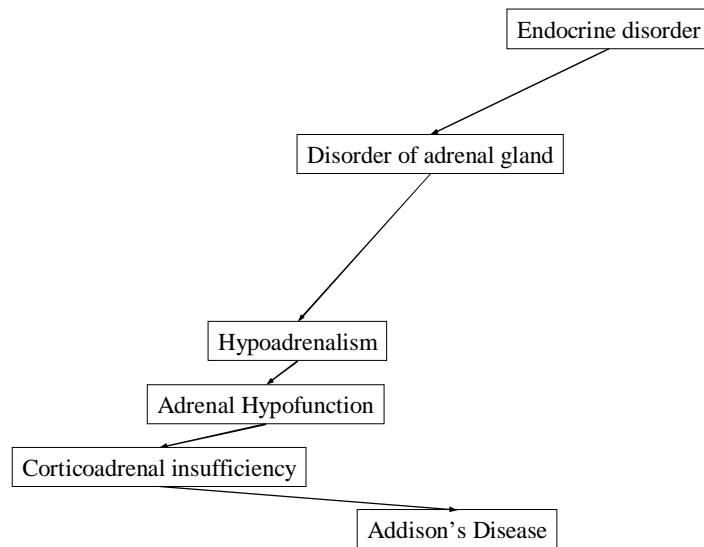 Endocrine disorder
Disorder of adrenal gland
Hypoadrenalism
Adrenal Hypofunction
Corticoadrenal insufficiency
Addison’s Disease